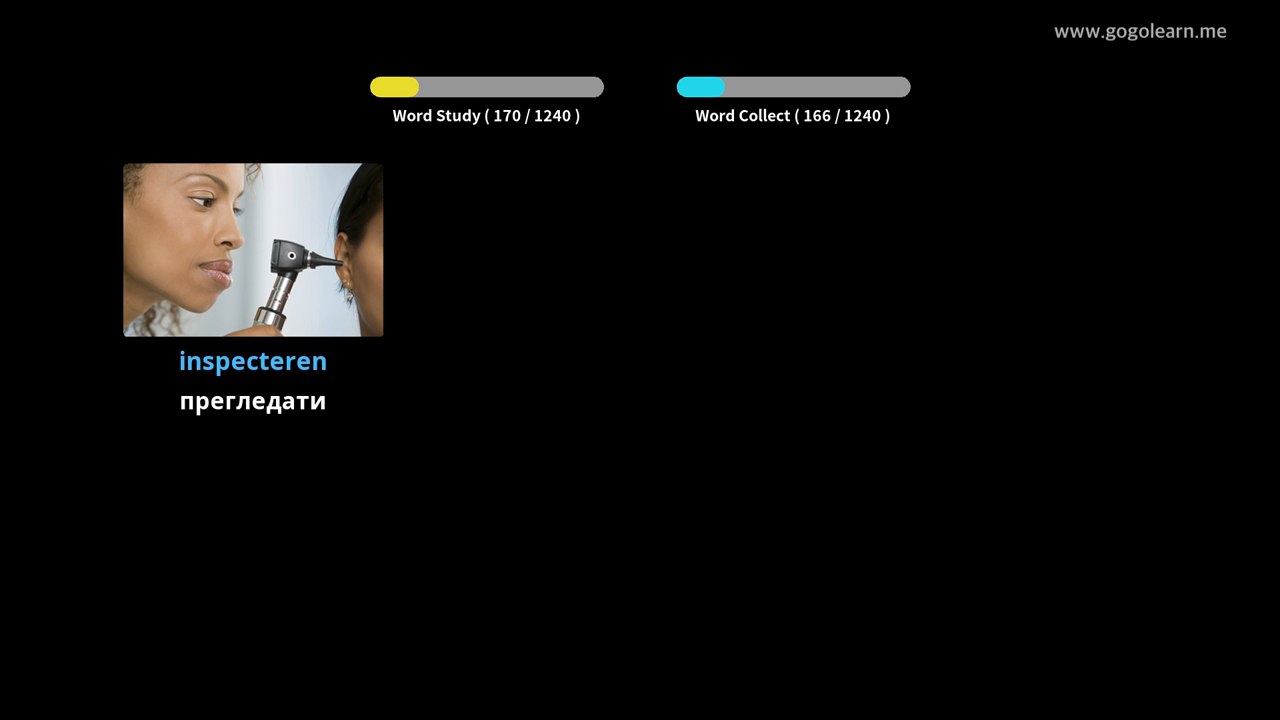 www.gogolearn.me
Word Study ( 170 / 1240 )
Word Collect ( 166 / 1240 )
inspecteren
прегледати